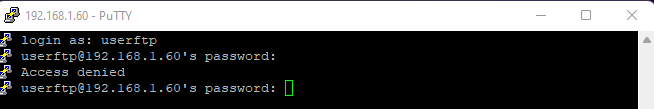 192.168.1.60 - PuTTY
login as: userftp
userftp@192.168.1.60's password:
Access denied
userftp@192.168.1.60's password: